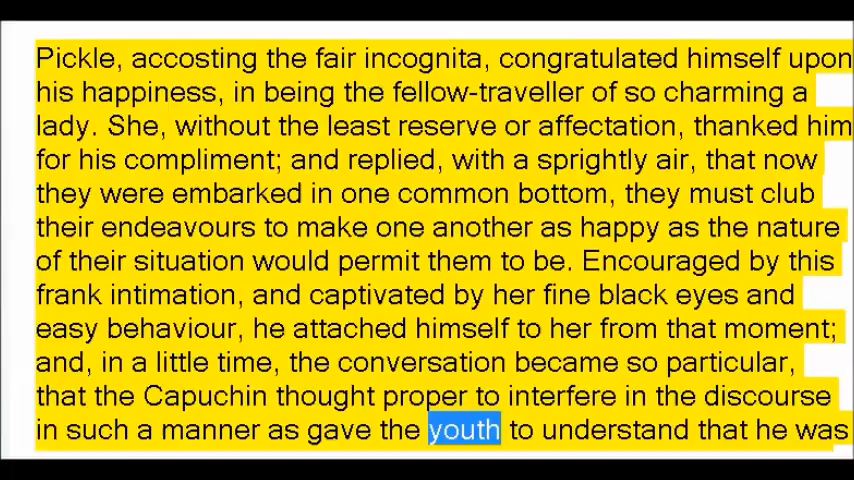 Pickle, accosting the fair incognita, congratulated himself upon
his happiness, in being the fellow-traveller of so charming a
lady. She, without the least reserve or affectation, thanked him
for his compliment; and replied, with a sprightly air, that now
they were embarked in one common bottom, they must club
their endeavours to make one another as happy as the nature
of their situation would permit them to be. Encouraged by this
frank intimation, and captivated by her fine black eyes and
easy behaviour, he attached himself to her from that moment;
and, in a little time, the conversation became so particular,
that the Capuchin thought proper to interfere in the discourse
in such a manner as gave the youth to understand that he was